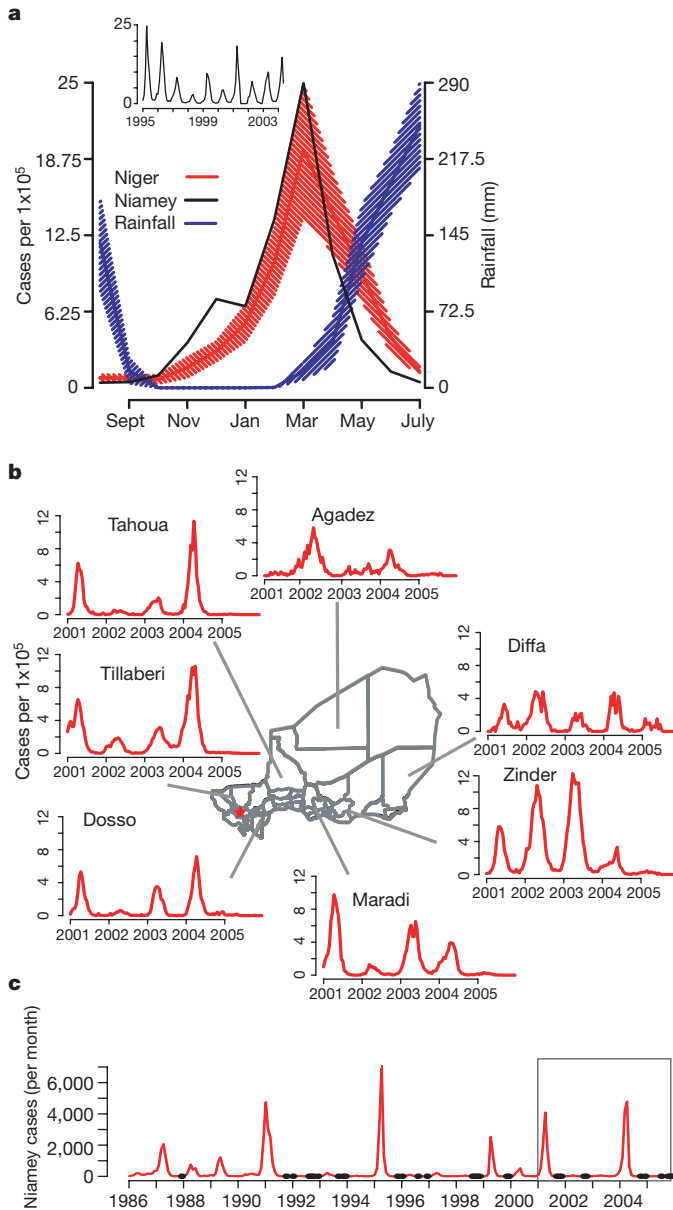 a
25
0
1995 1999 2003
25
18.75
12.5
6.25
0
Cases per 1x10⁵
Niger
Niamey
Rainfall
290
217.5
145
72.5
0
Rainfall (mm)
Sept Nov Jan Mar May July
b
Cases per 1x10⁵
Tahoua
12
8
4
0
2001 2002 2003 2004 2005
Agadez
12
8
4
0
2001 2002 2003 2004 2005
Tillaberi
12
8
4
0
2001 2002 2003 2004 2005
Diffa
12
8
4
0
2001 2002 2003 2004 2005
Zinder
12
8
4
0
2001 2002 2003 2004 2005
Dosso
12
8
4
0
2001 2002 2003 2004 2005
Maradi
12
8
4
0
2001 2002 2003 2004 2005
c
Niamey cases (per month)
6,000
4,000
2,000
0
1986 1988 1990 1992 1994 1996 1998 2000 2002 2004